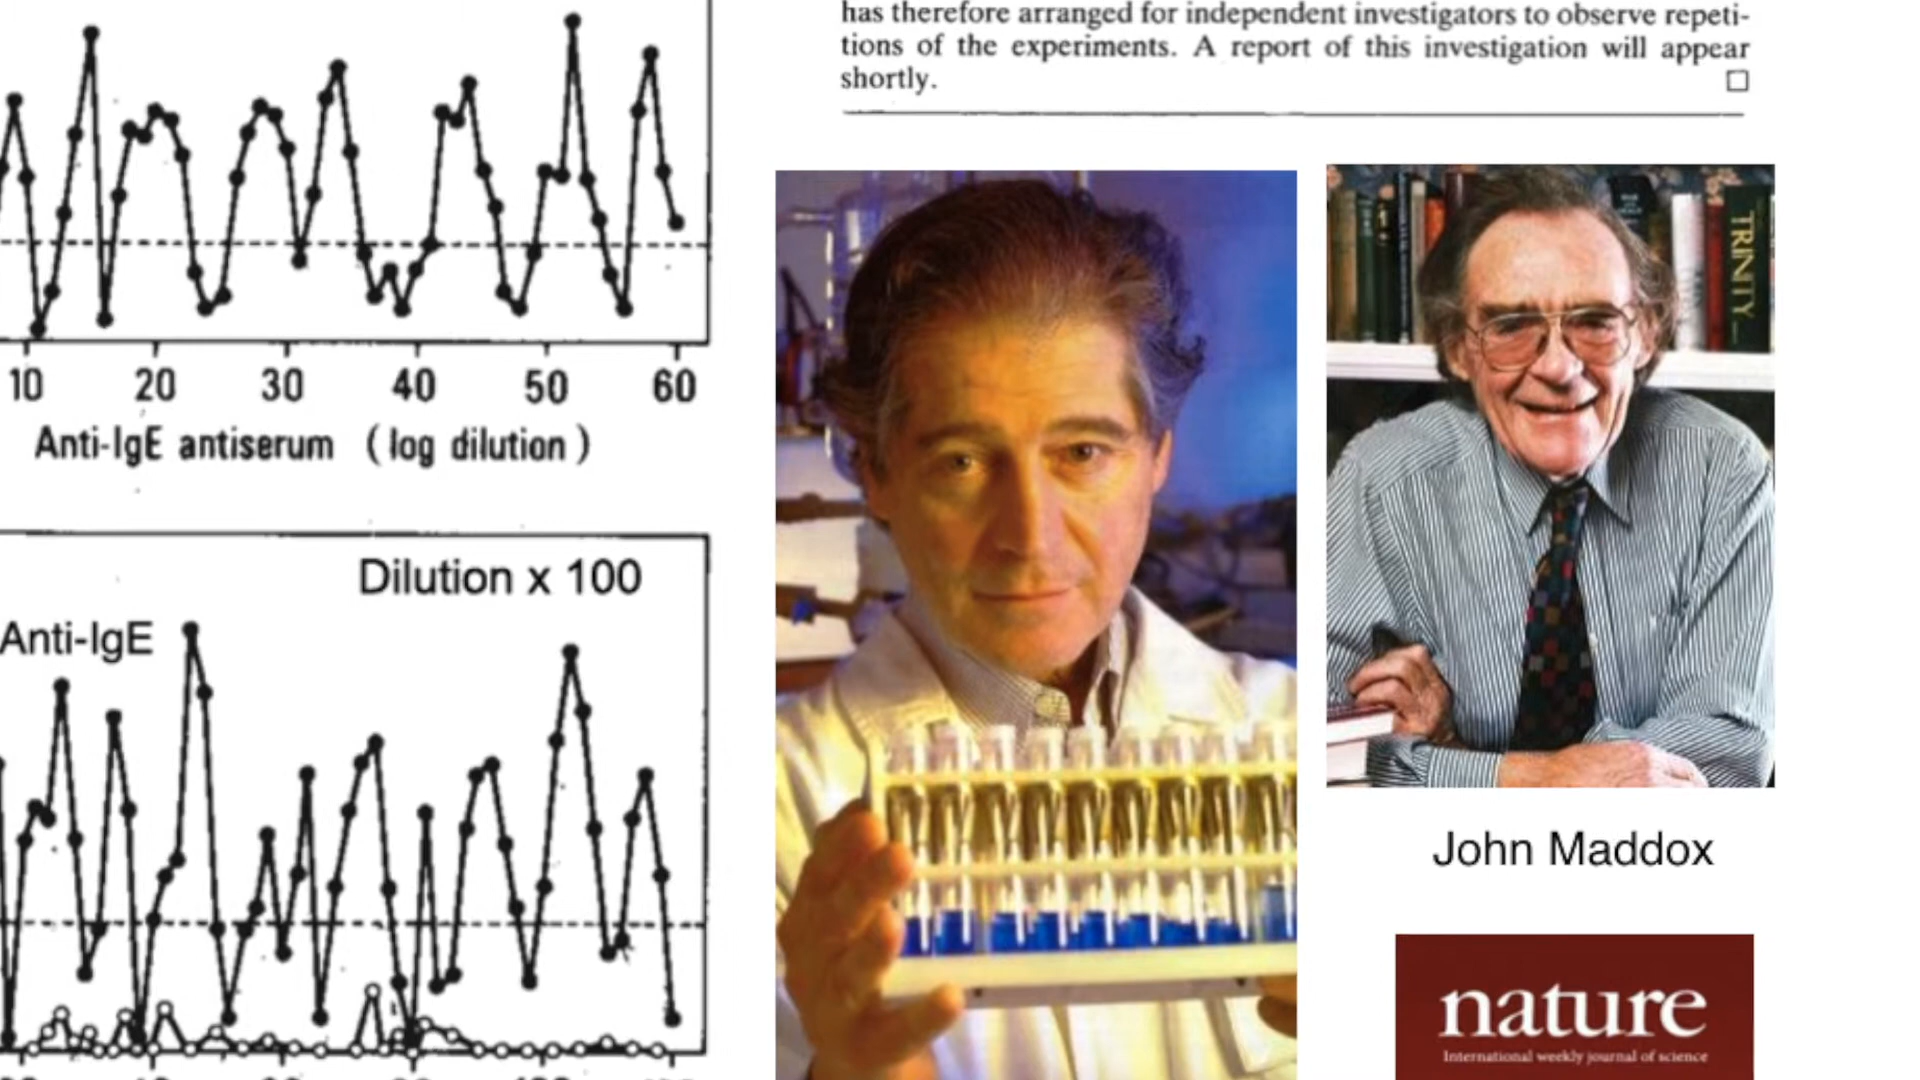 has therefore arranged for independent investigators to observe repeti-
tions of the experiments. A report of this investigation will appear
shortly.
10 20 30 40 50 60
Anti-IgE antiserum (log dilution)
Dilution x 100
Anti-IgE
TRINITY
John Maddox
nature
International weekly journal of science